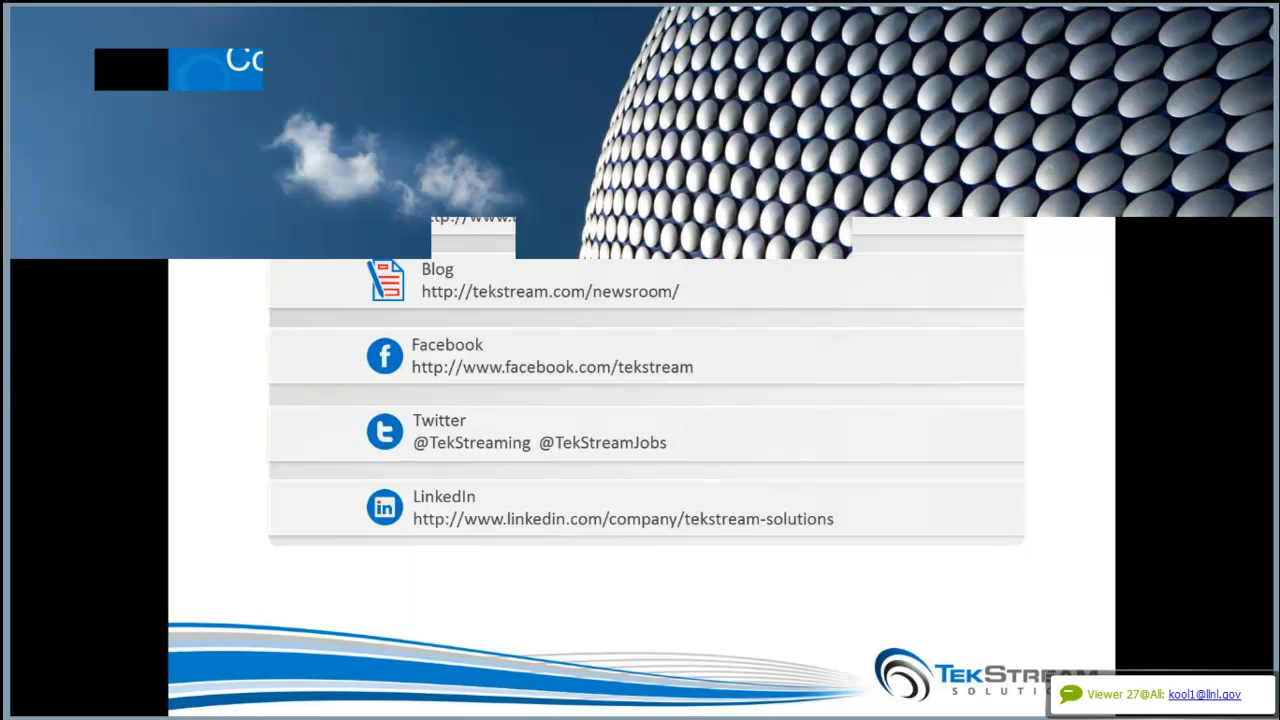 Blog
http://tekstream.com/newsroom/
Facebook
http://www.facebook.com/tekstream
Twitter
@TekStreaming @TekStreamJobs
LinkedIn
http://www.linkedin.com/company/tekstream-solutions
TEKSTREAM
Viewer 27@All: kool1@llnl.gov